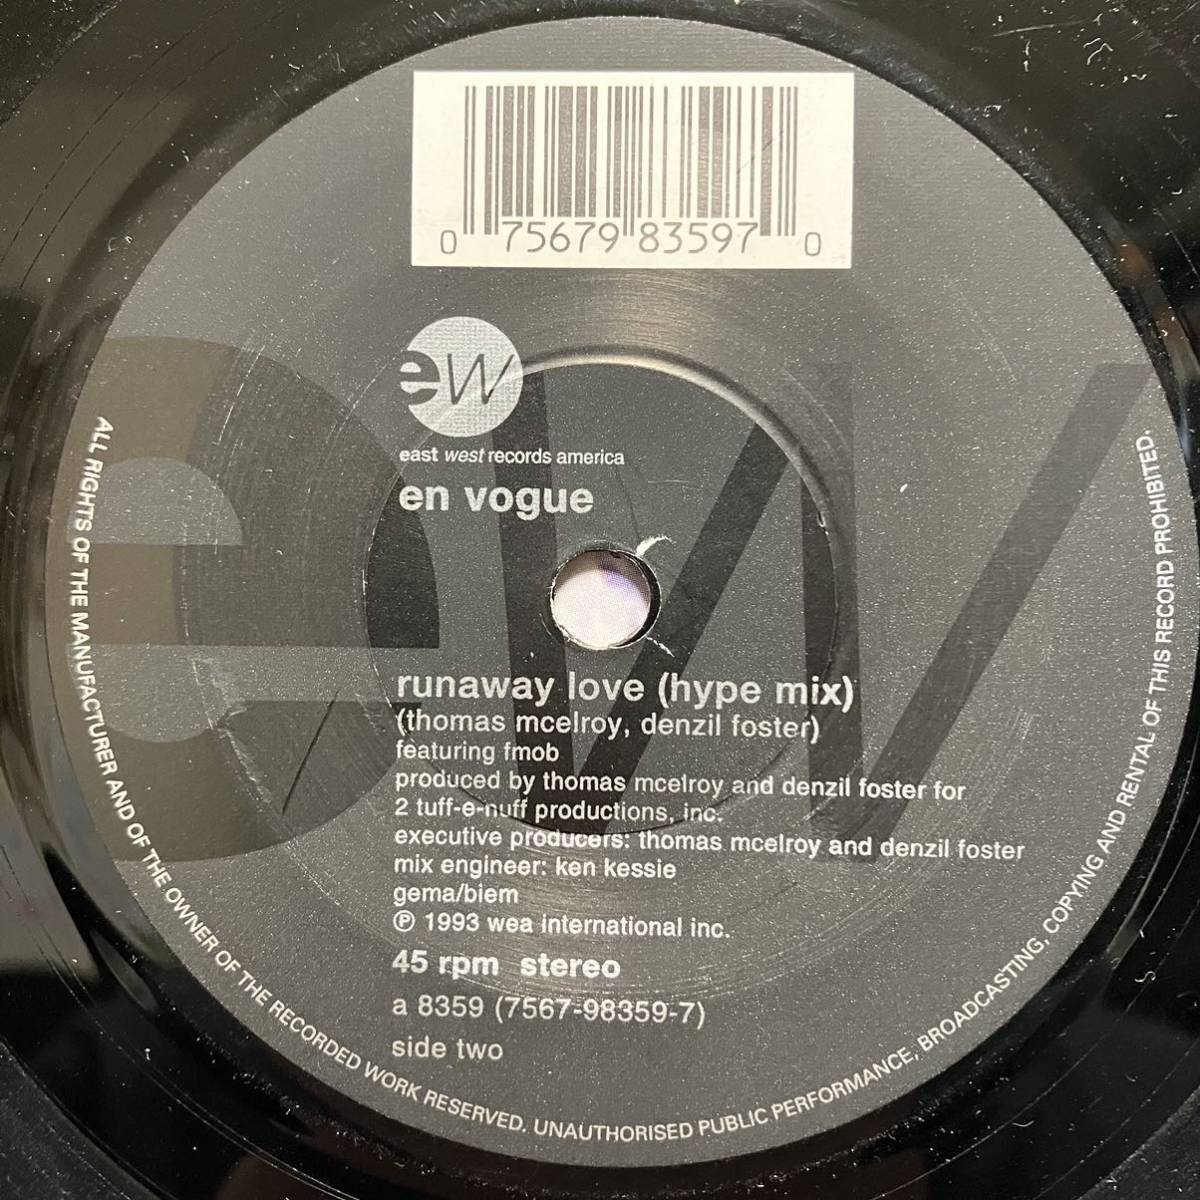 0 75679 83597 0
ew
east west records america
en vogue
runaway love (hype mix)
(thomas mcelroy, denzil foster)
featuring fmob
produced by thomas mcelroy and denzil foster for
2 tuff-e-nuff productions, inc.
executive producers: thomas mcelroy and denzil foster
mix engineer: ken kessie
gema/biem
℗ 1993 wea international inc.
45 rpm stereo
a 8359 (7567-98359-7)
side two
ALL RIGHTS OF THE MANUFACTURER AND OF THE OWNER OF THE RECORDED WORK RESERVED. UNAUTHORISED PUBLIC PERFORMANCE, BROADCASTING, COPYING AND RENTAL OF THIS RECORD PROHIBITED.
ew